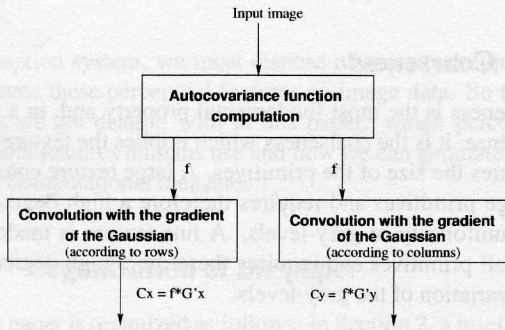 Input image
Autocovariance function
computation
f
f
Convolution with the gradient
of the Gaussian
(according to rows)
Convolution with the gradient
of the Gaussian
(according to columns)
Cx = f*G'x
Cy = f*G'y